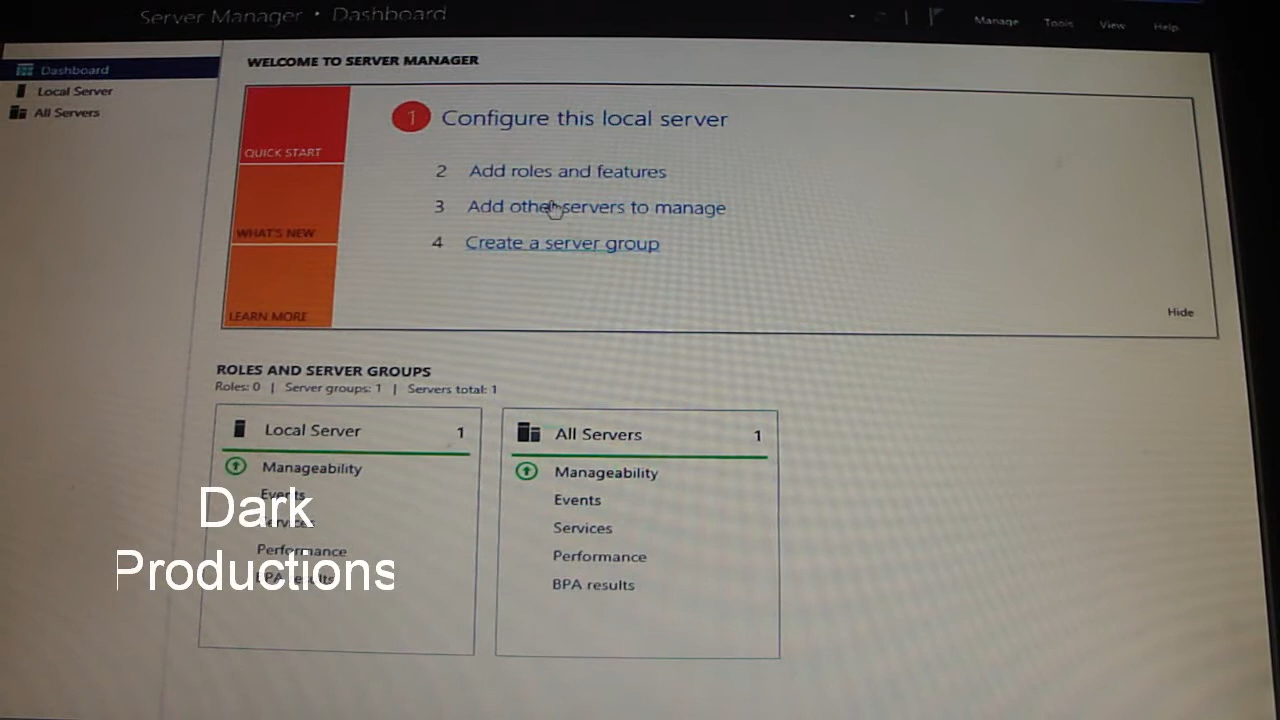 Server Manager • Dashboard
Manage Tools View Help
Dashboard
Local Server
All Servers
WELCOME TO SERVER MANAGER
QUICK START
WHAT'S NEW
LEARN MORE
1 Configure this local server
2 Add roles and features
3 Add other servers to manage
4 Create a server group
Hide
ROLES AND SERVER GROUPS
Roles: 0 | Server groups: 1 | Servers total: 1
Local Server 1
Manageability
Events
Services
Performance
BPA results
All Servers 1
Manageability
Events
Services
Performance
BPA results
Dark
Productions